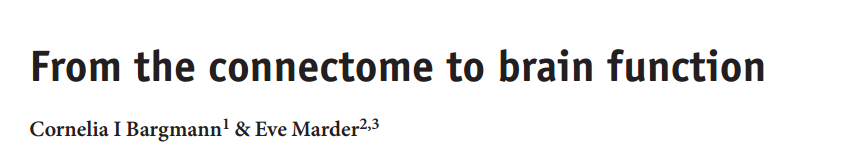 From the connectome to brain function
Cornelia I Bargmann¹ & Eve Marder²,³